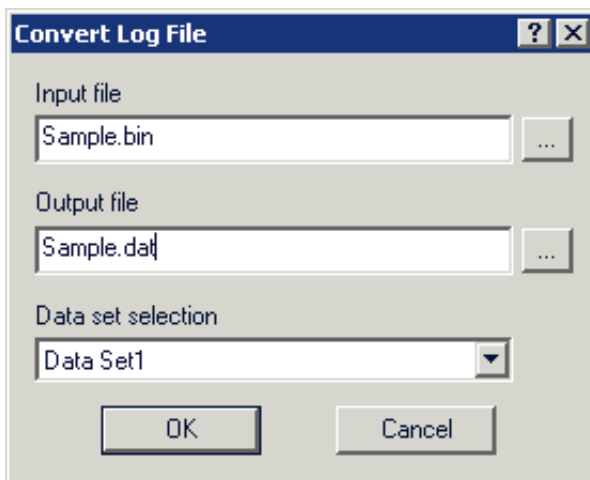 Convert Log File ?
Input file
Sample.bin ...
Output file
Sample.dat ...
Data set selection
Data Set1
OK Cancel